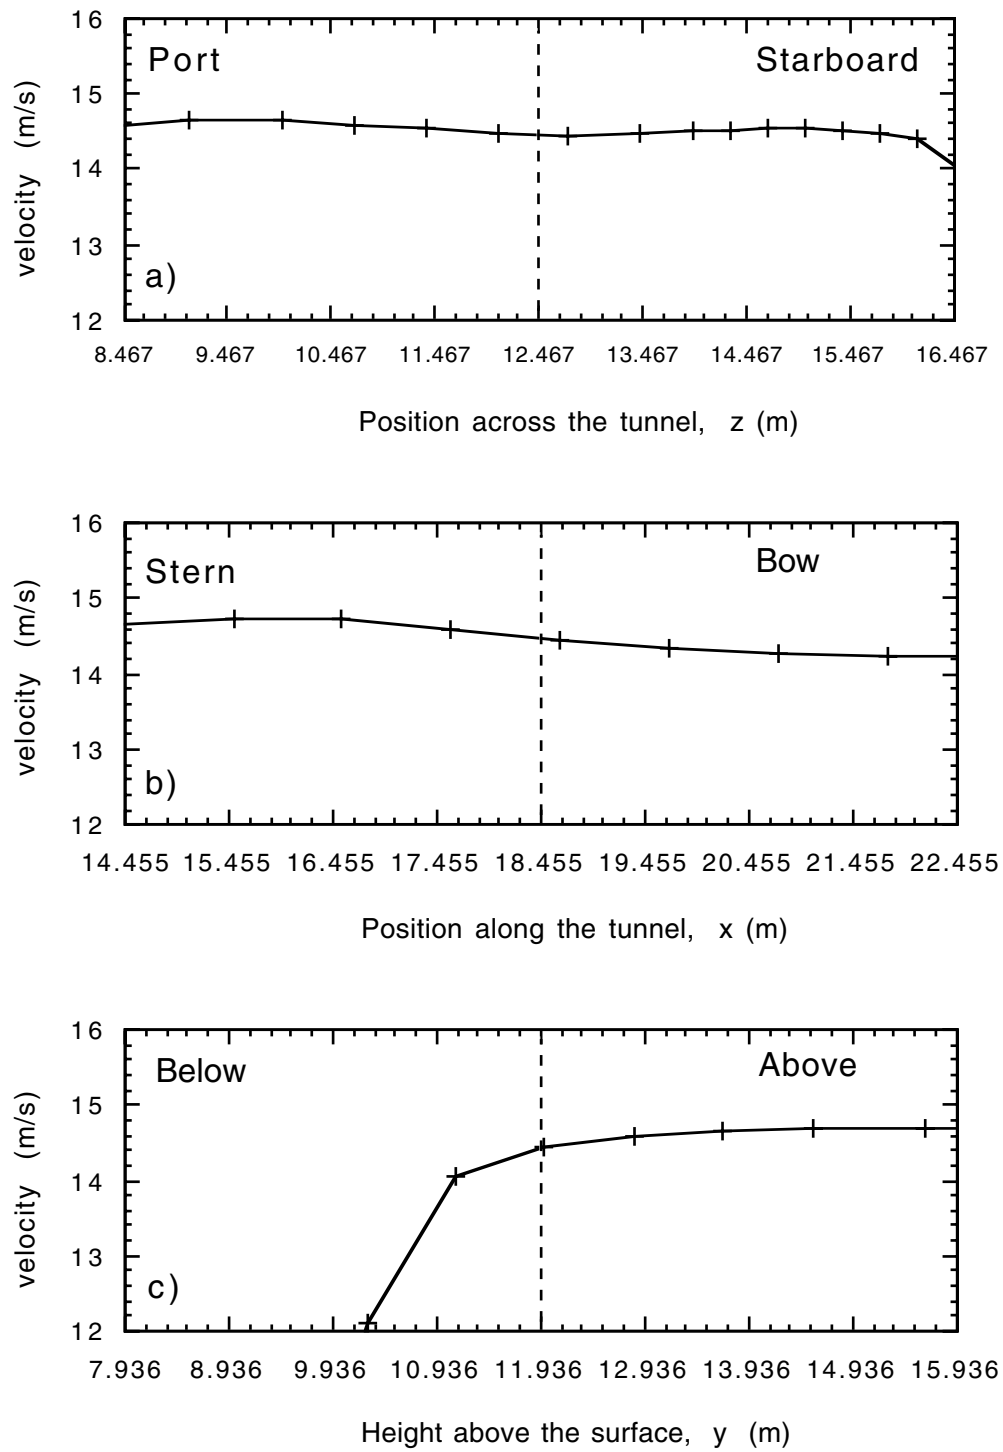 16
Port Starboard
15
14
13
a)
12
velocity (m/s)
8.467 9.467 10.467 11.467 12.467 13.467 14.467 15.467 16.467
Position across the tunnel, z (m)
16
Stern Bow
15
14
13
b)
12
velocity (m/s)
14.455 15.455 16.455 17.455 18.455 19.455 20.455 21.455 22.455
Position along the tunnel, x (m)
16
Below Above
15
14
13
c)
12
velocity (m/s)
7.936 8.936 9.936 10.936 11.936 12.936 13.936 14.936 15.936
Height above the surface, y (m)